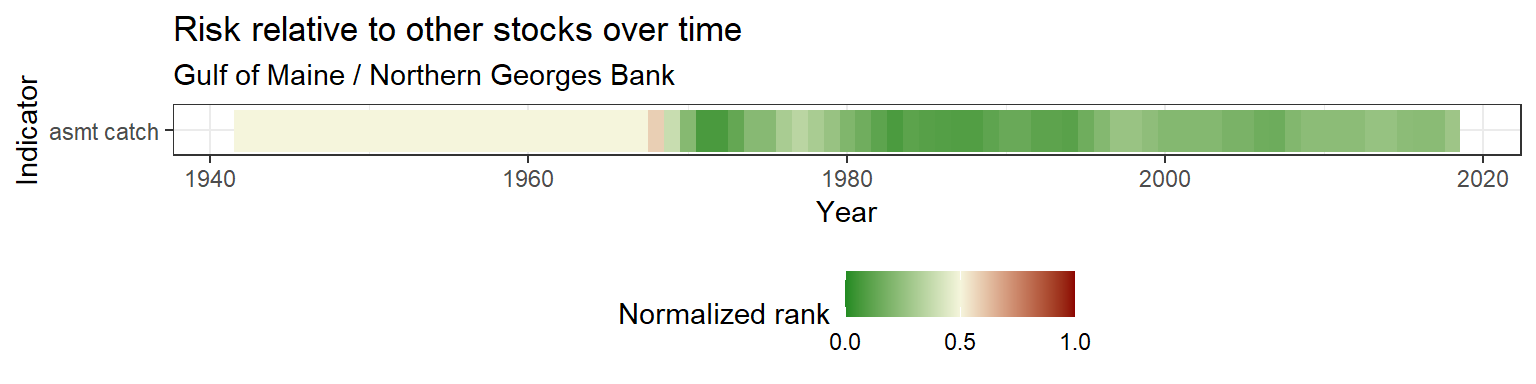 Risk relative to other stocks over time
Gulf of Maine / Northern Georges Bank
Indicator
asmt catch
1940 1960 1980 2000 2020
Year
Normalized rank
0.0 0.5 1.0